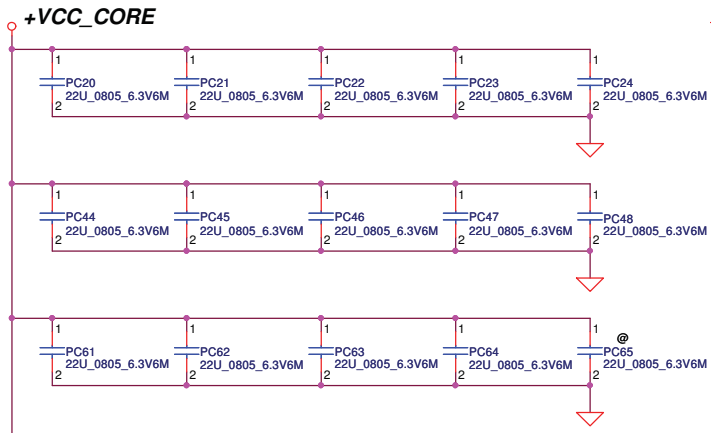 +VCC_CORE
1 1 1 1 1
PC20 PC21 PC22 PC23 PC24
22U_0805_6.3V6M 22U_0805_6.3V6M 22U_0805_6.3V6M 22U_0805_6.3V6M 22U_0805_6.3V6M
2 2 2 2 2
1 1 1 1 1
PC44 PC45 PC46 PC47 PC48
22U_0805_6.3V6M 22U_0805_6.3V6M 22U_0805_6.3V6M 22U_0805_6.3V6M 22U_0805_6.3V6M
2 2 2 2 2
1 1 1 1 1
@
PC61 PC62 PC63 PC64 PC65
22U_0805_6.3V6M 22U_0805_6.3V6M 22U_0805_6.3V6M 22U_0805_6.3V6M 22U_0805_6.3V6M
2 2 2 2 2